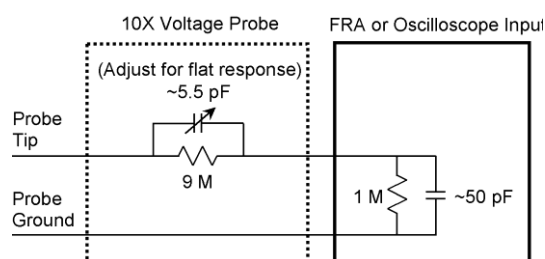 10X Voltage Probe
FRA or Oscilloscope Input
(Adjust for flat response)
~5.5 pF
Probe
Tip
9 M
Probe
Ground
1 M
~50 pF